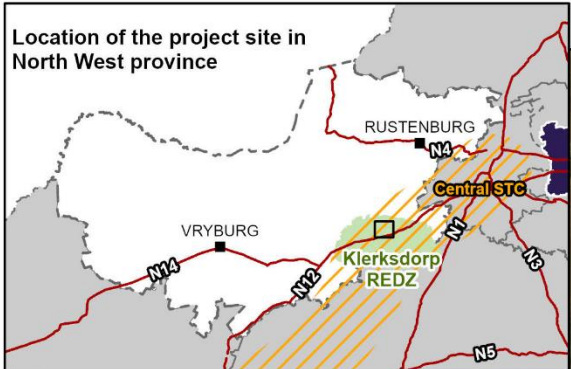 Location of the project site in
North West province
RUSTENBURG
N4
Central STC
VRYBURG
N1
Klerksdorp
REDZ
N3
N14
N12
N5